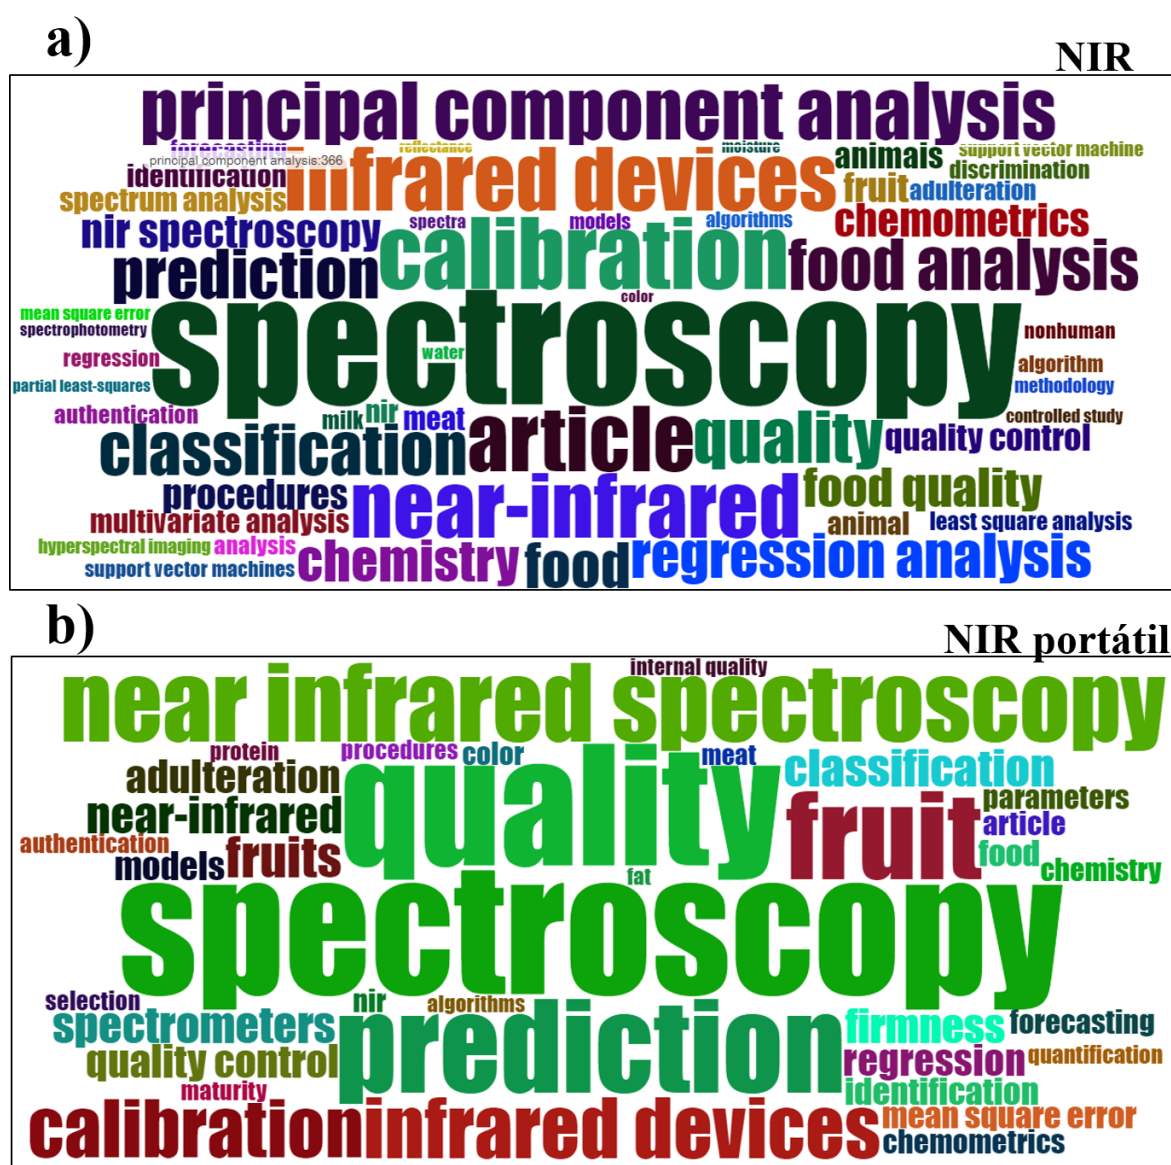 a)
NIR
principal component analysis
forecasting
reflectance
moisture
animais
support vector machine
principal component analysis:366
infrared devices
discrimination
identification
fruit
adulteration
spectrum analysis
chemometrics
nir spectroscopy
spectra
models
algorithms
calibration
food analysis
prediction
color
mean square error
spectrophotometry
spectroscopy
nonhuman
water
regression
algorithm
partial least-squares
methodology
authentication
milk
nir
meat
article
quality
controlled study
quality control
classification
procedures
near-infrared
food quality
multivariate analysis
animal
least square analysis
hyperspectral imaging
analysis
chemistry
food
regression analysis
support vector machines
b)
NIR portátil
near infrared spectroscopy
internal quality
protein
procedures
color
quality
meat
classification
adulteration
near-infrared
fruit
parameters
article
authentication
models
fruits
food
chemistry
fat
spectroscopy
selection
nir
algorithms
spectrometers
prediction
firmness
forecasting
quality control
regression
quantification
maturity
identification
calibration
infrared devices
mean square error
chemometrics